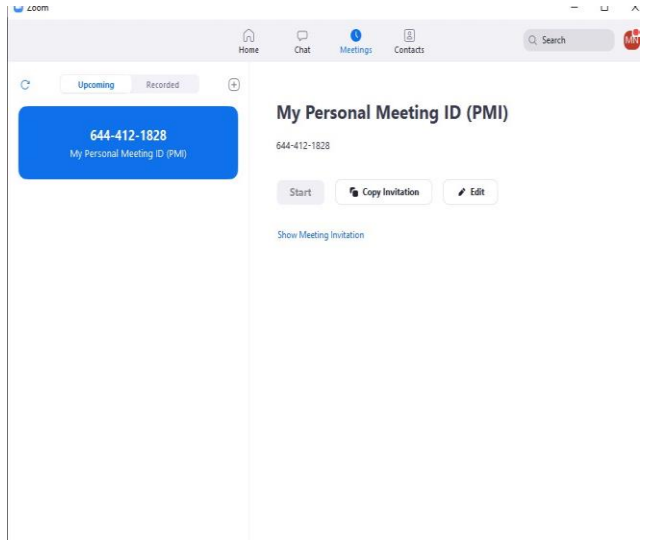 Zoom
Home Chat Meetings Contacts
Search
MN
Upcoming Recorded
644-412-1828
My Personal Meeting ID (PMI)
My Personal Meeting ID (PMI)
644-412-1828
Start Copy Invitation Edit
Show Meeting Invitation